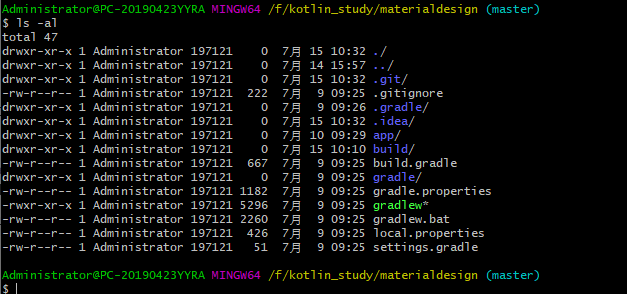 Administrator@PC-20190423YYRA MINGW64 /f/kotlin_study/materialdesign (master)
$ ls -al
total 47
drwxr-xr-x 1 Administrator 197121    0  7月 15 10:32 ./
drwxr-xr-x 1 Administrator 197121    0  7月 14 15:57 ../
drwxr-xr-x 1 Administrator 197121    0  7月 15 10:32 .git/
-rw-r--r-- 1 Administrator 197121  222  7月  9 09:25 .gitignore
drwxr-xr-x 1 Administrator 197121    0  7月  9 09:26 .gradle/
drwxr-xr-x 1 Administrator 197121    0  7月 15 10:32 .idea/
drwxr-xr-x 1 Administrator 197121    0  7月 10 09:29 app/
drwxr-xr-x 1 Administrator 197121    0  7月 15 10:10 build/
-rw-r--r-- 1 Administrator 197121  667  7月  9 09:25 build.gradle
drwxr-xr-x 1 Administrator 197121    0  7月  9 09:25 gradle/
-rw-r--r-- 1 Administrator 197121 1182  7月  9 09:25 gradle.properties
-rwxr-xr-x 1 Administrator 197121 5296  7月  9 09:25 gradlew*
-rw-r--r-- 1 Administrator 197121 2260  7月  9 09:25 gradlew.bat
-rw-r--r-- 1 Administrator 197121  426  7月  9 09:25 local.properties
-rw-r--r-- 1 Administrator 197121   51  7月  9 09:25 settings.gradle
Administrator@PC-20190423YYRA MINGW64 /f/kotlin_study/materialdesign (master)
$